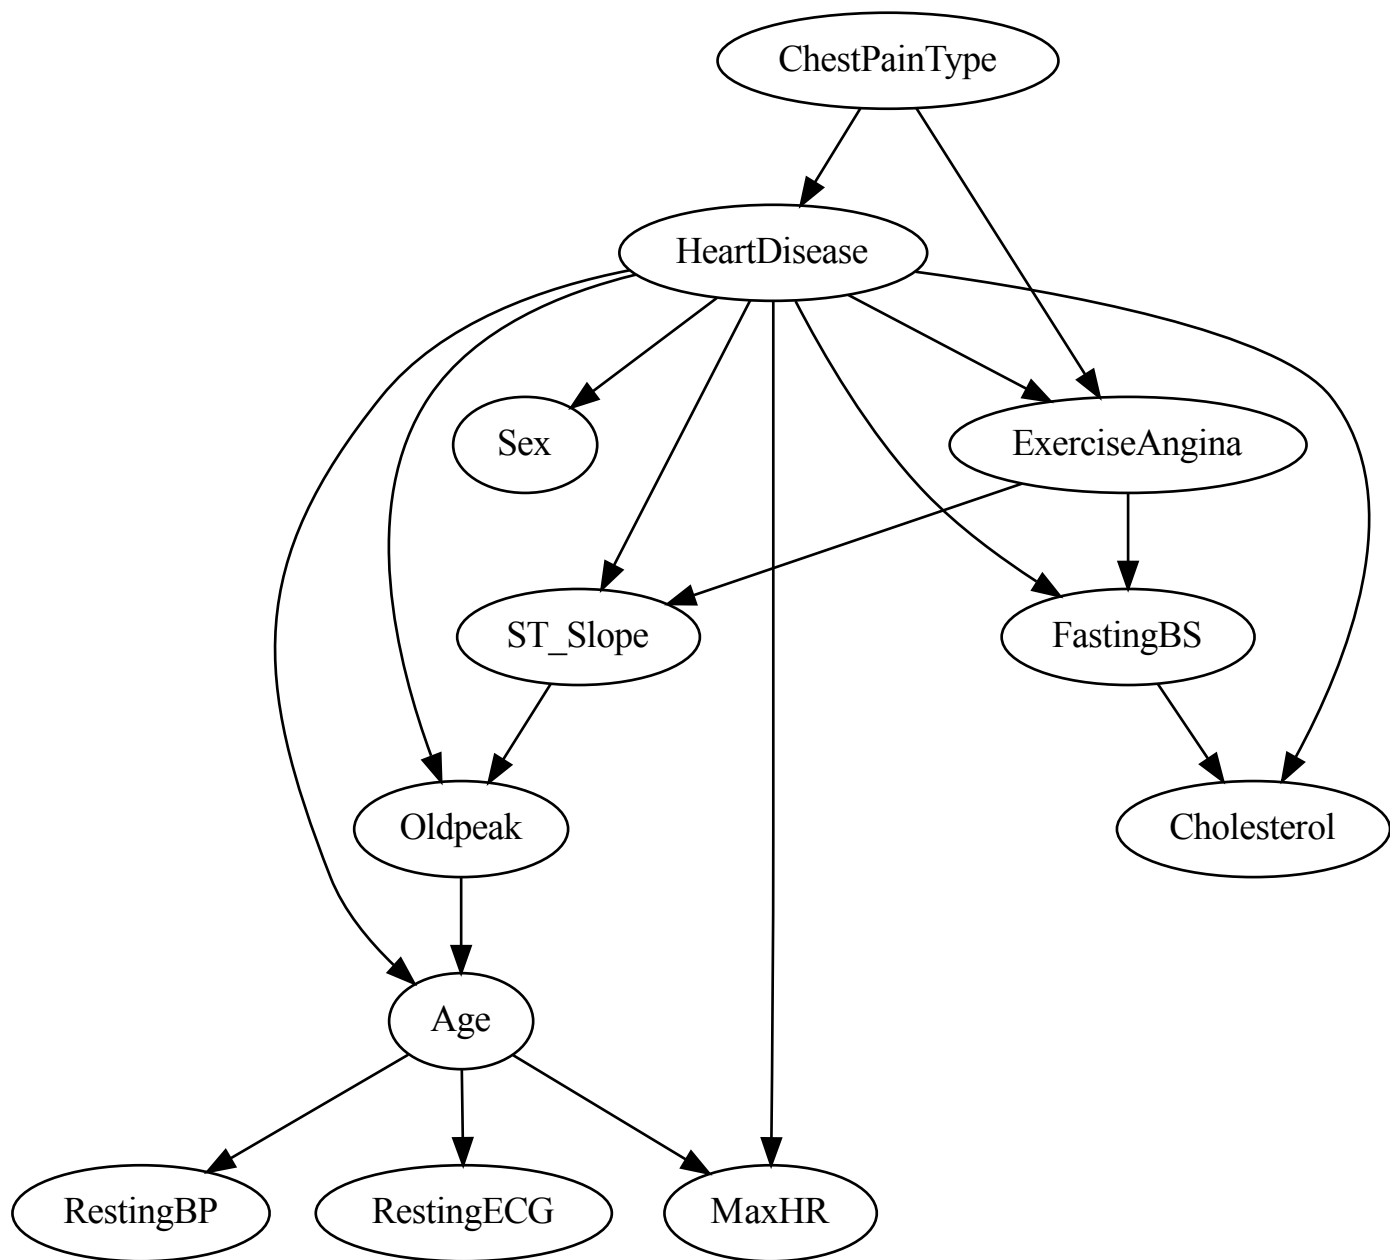 ChestPainType
HeartDisease
Sex
ExerciseAngina
ST_Slope
FastingBS
Oldpeak
Cholesterol
Age
RestingBP
RestingECG
MaxHR